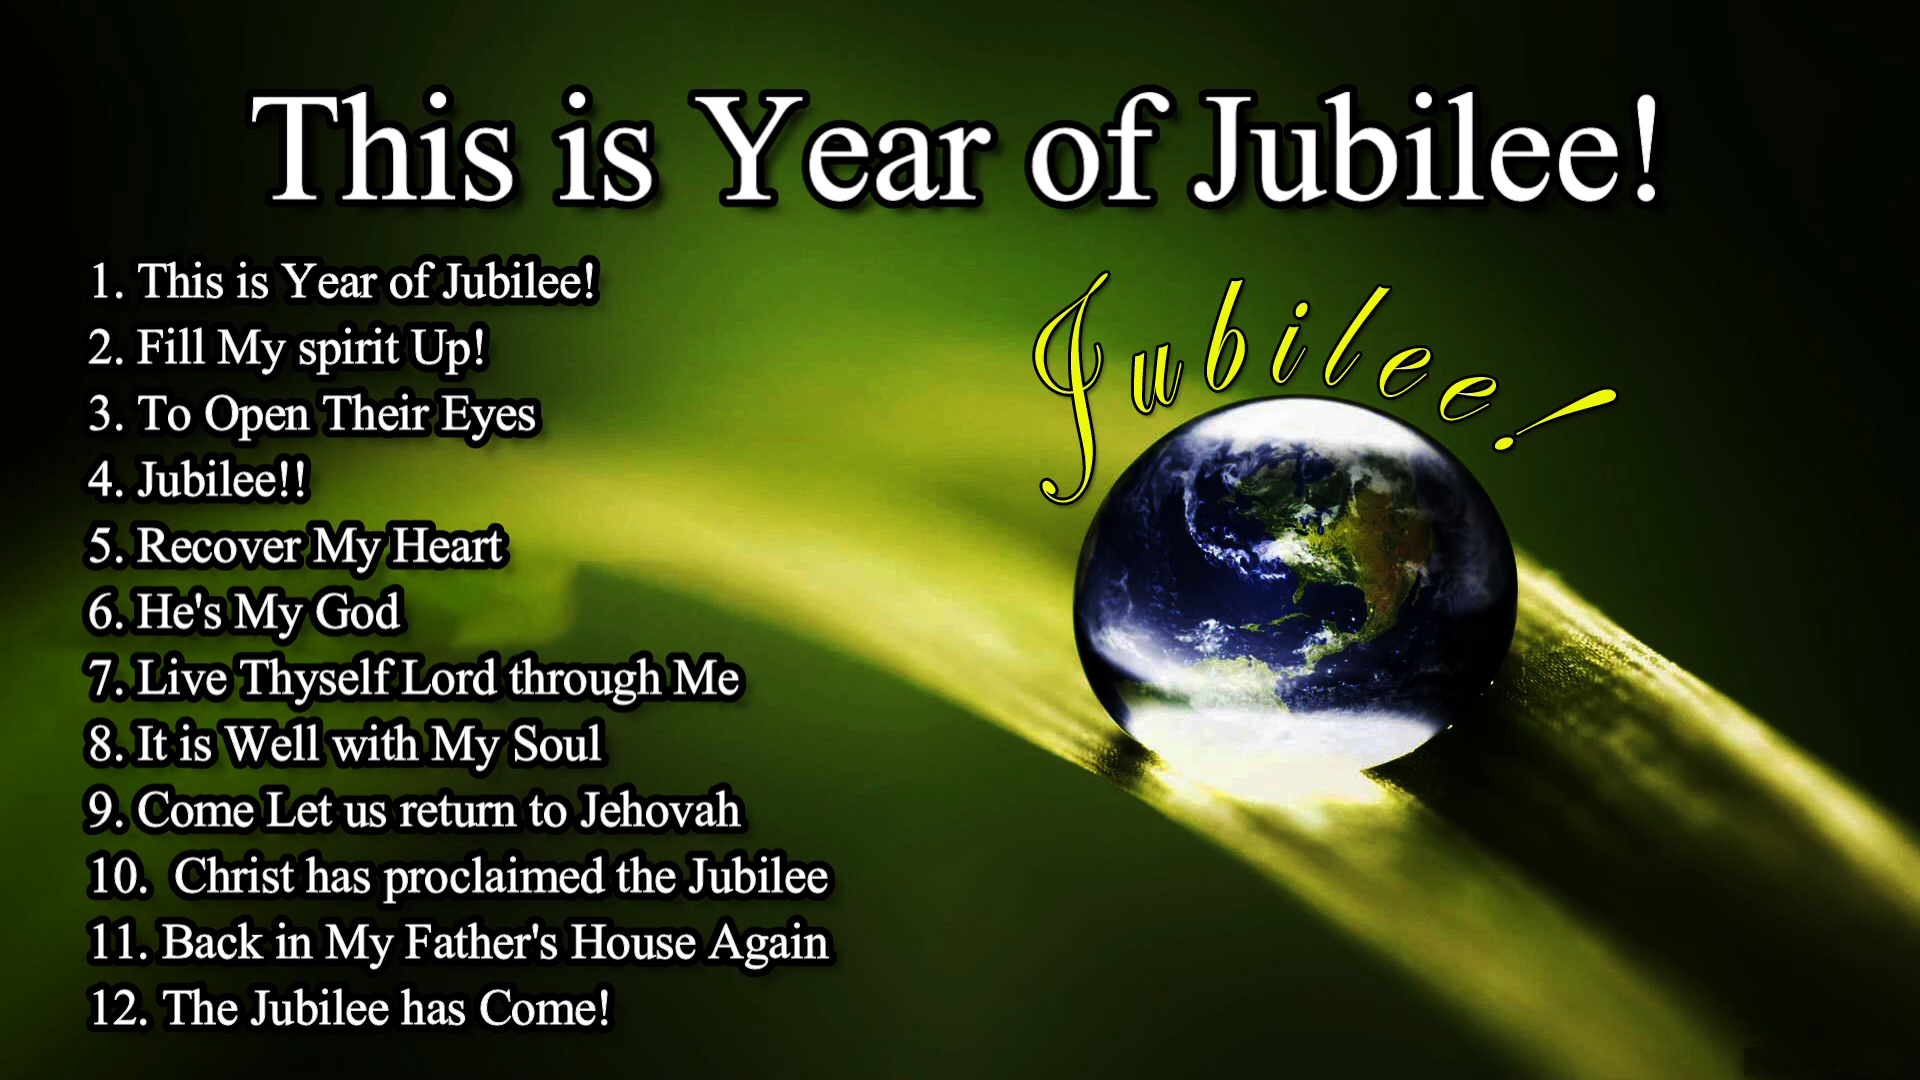 This is Year of Jubilee!
1. This is Year of Jubilee!
2. Fill My spirit Up!
3. To Open Their Eyes
4. Jubilee!!
5. Recover My Heart
6. He's My God
7. Live Thyself Lord through Me
8. It is Well with My Soul
9. Come Let us return to Jehovah
10.  Christ has proclaimed the Jubilee
11. Back in My Father's House Again
12. The Jubilee has Come!
Jubilee!